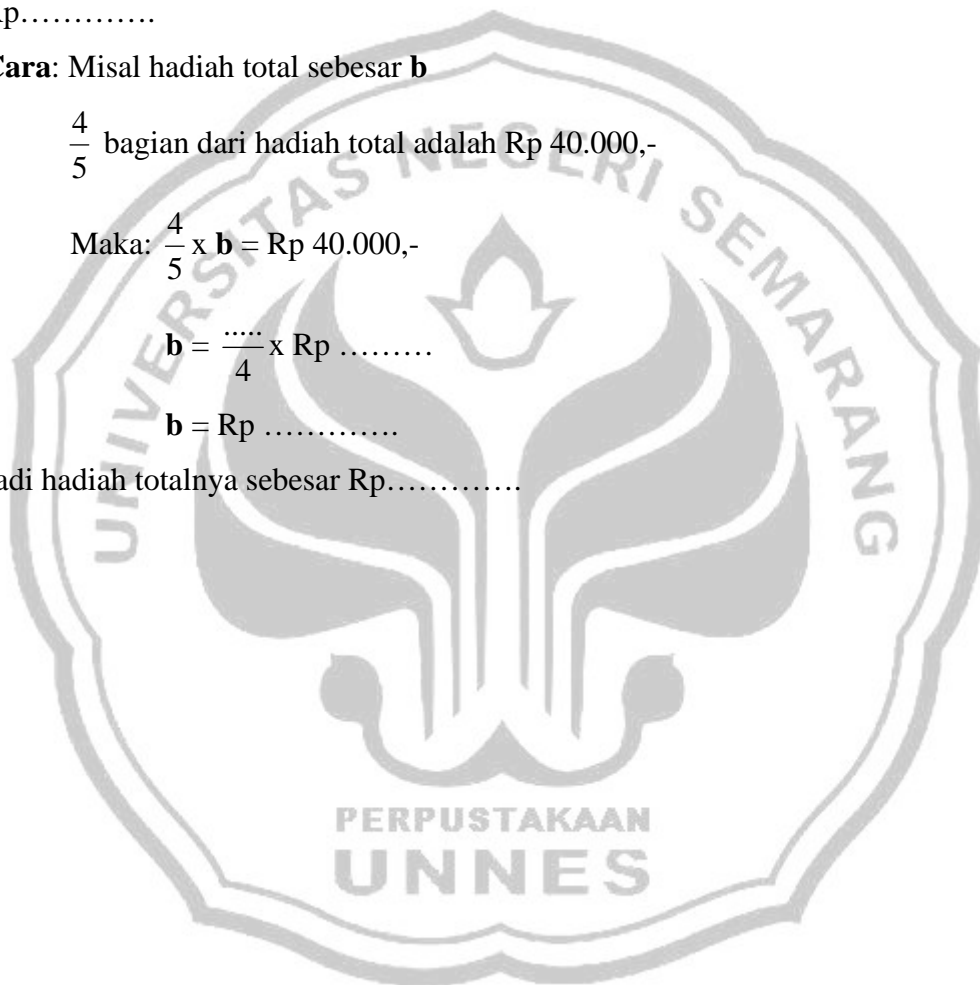 Rp………….
Cara: Misal hadiah total sebesar b
4/5 bagian dari hadiah total adalah Rp 40.000,-
Maka: 4/5 x b = Rp 40.000,-
b = ...../4 x Rp ………
b = Rp ………….
adi hadiah totalnya sebesar Rp………….
UNIVERSITAS NEGERI SEMARANG
PERPUSTAKAAN
UNNES